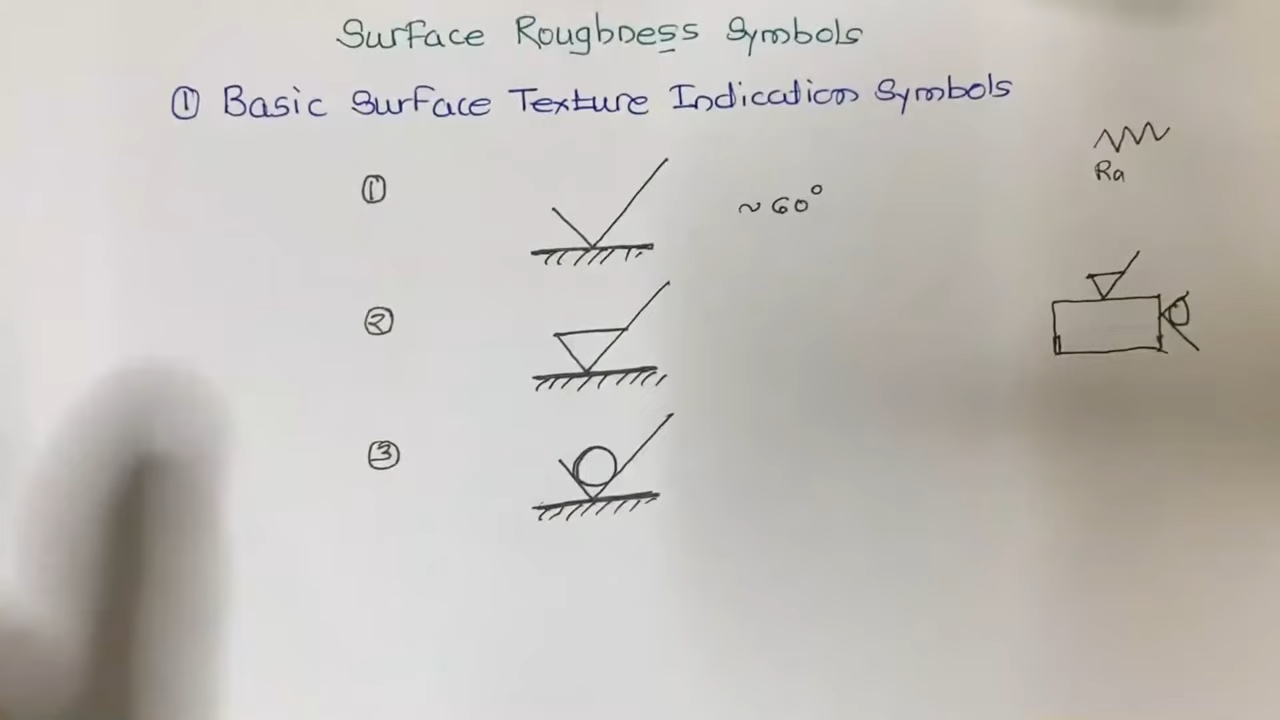 Surface Roughness Symbols
① Basic Surface Texture Indication Symbols
Ra
①
~ 60°
②
③